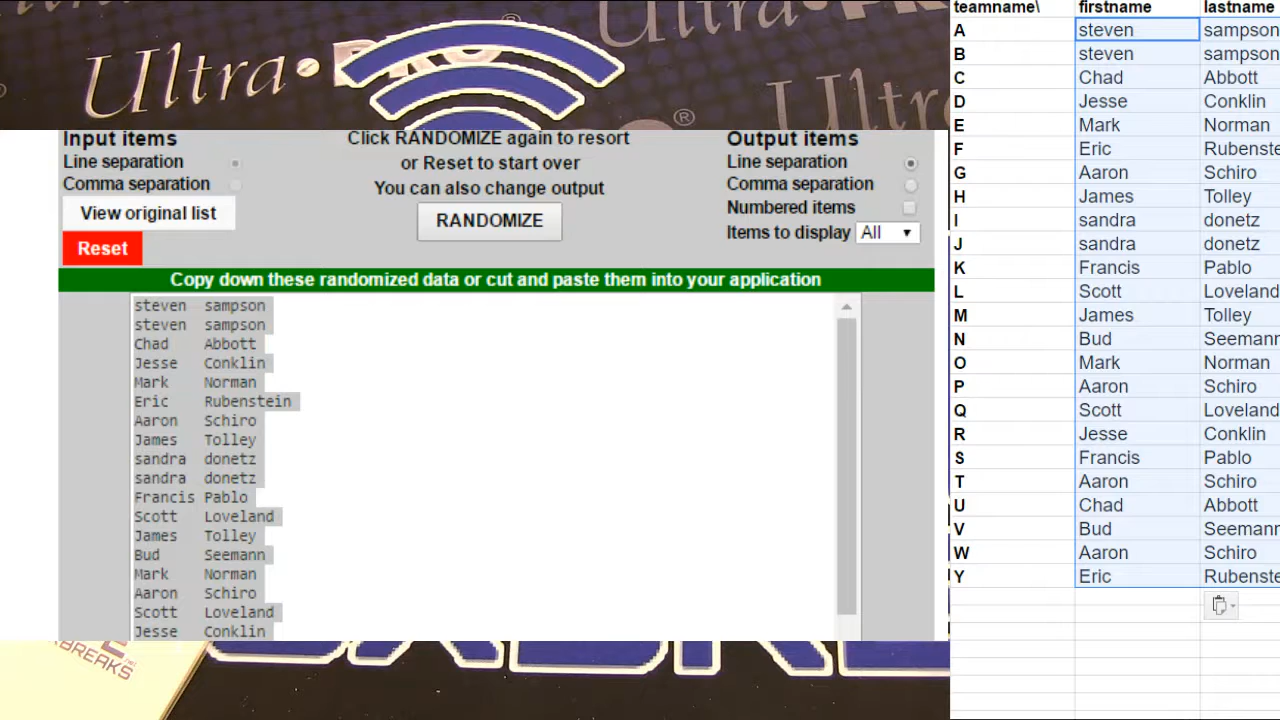 Ultra•PRO
Ultra
®
Ultra
®
Input items
Line separation
Comma separation
View original list
Reset
Click RANDOMIZE again to resort
or Reset to start over
You can also change output
RANDOMIZE
Output items
Line separation
Comma separation
Numbered items
Items to display All
Copy down these randomized data or cut and paste them into your application
steven sampson
steven sampson
Chad Abbott
Jesse Conklin
Mark Norman
Eric Rubenstein
Aaron Schiro
James Tolley
sandra donetz
sandra donetz
Francis Pablo
Scott Loveland
James Tolley
Bud Seemann
Mark Norman
Aaron Schiro
Scott Loveland
Jesse Conklin
teamname\ firstname lastname
A steven sampson
B steven sampson
C Chad Abbott
D Jesse Conklin
E Mark Norman
F Eric Rubenste
G Aaron Schiro
H James Tolley
I sandra donetz
J sandra donetz
K Francis Pablo
L Scott Loveland
M James Tolley
N Bud Seemann
O Mark Norman
P Aaron Schiro
Q Scott Loveland
R Jesse Conklin
S Francis Pablo
T Aaron Schiro
U Chad Abbott
V Bud Seemann
W Aaron Schiro
Y Eric Rubenste